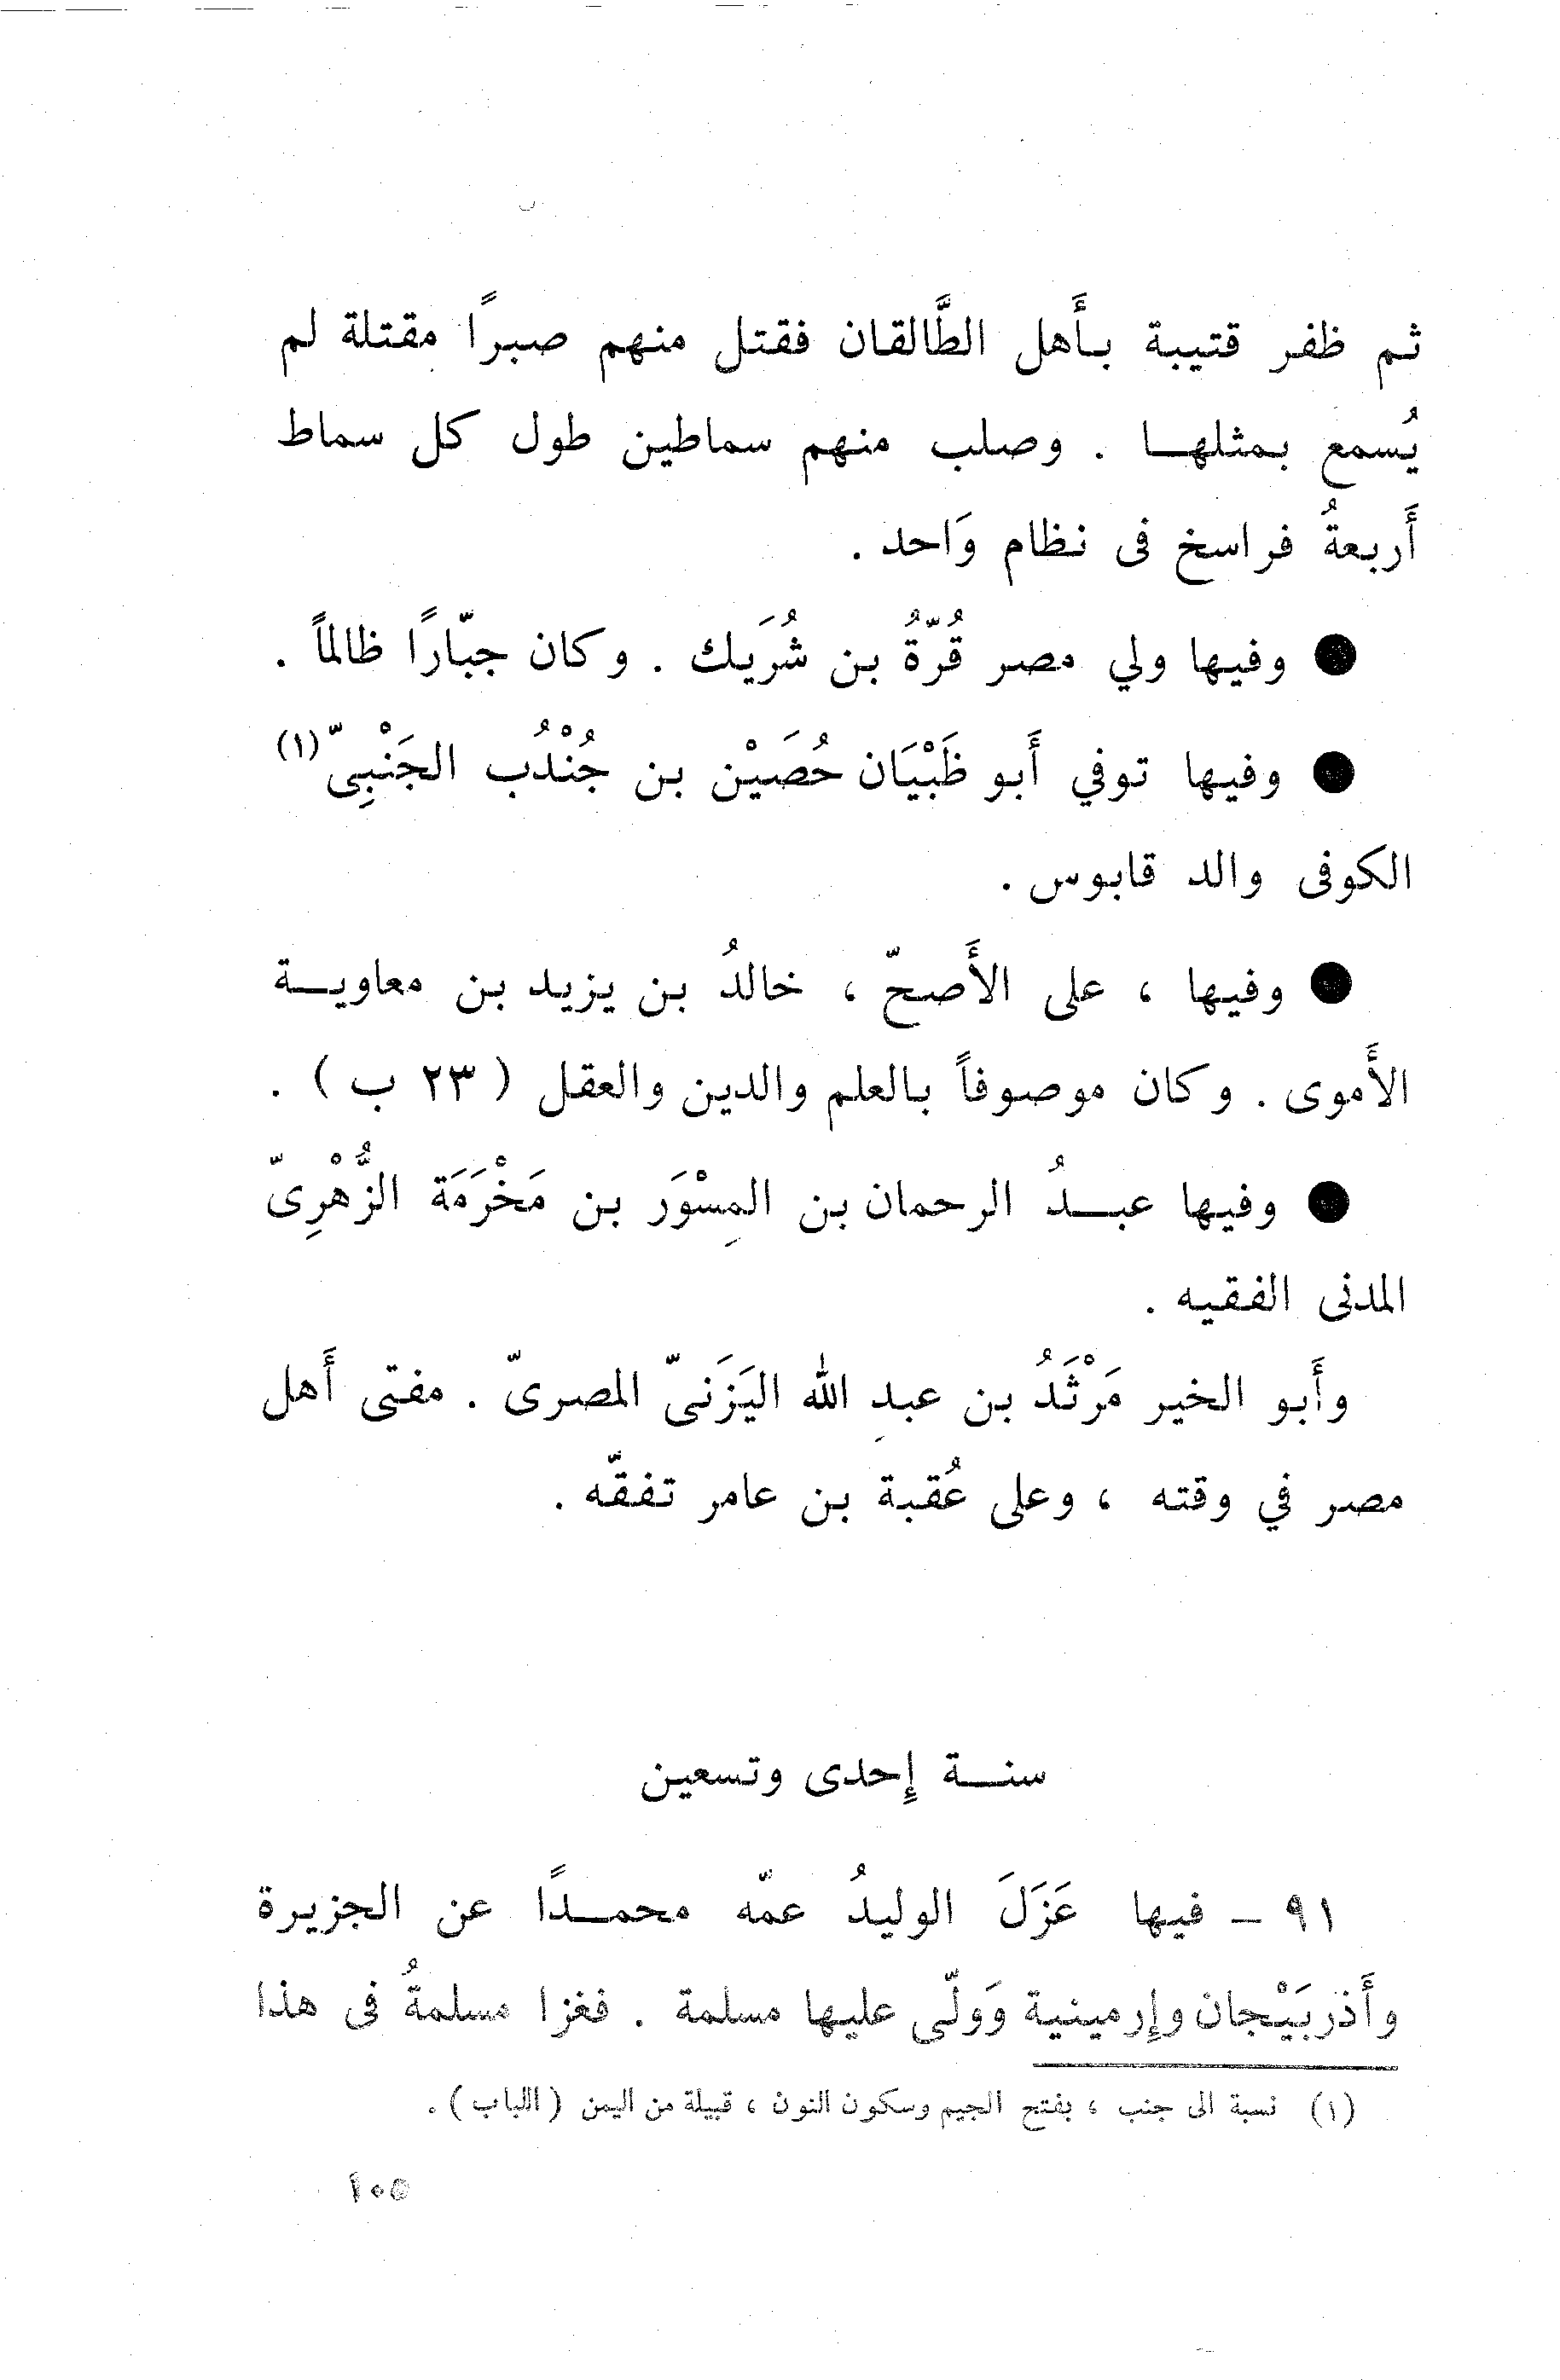 ثم ظفر قتيبة بأَهل الطَّالقان فقتل منهم صبرًا مقتلة لم
يُسمع بمثلها . وصلب منهم سماطين طول كل سماط
أَربعةُ فراسخ فى نظام وَاحد .
● وفيها ولي مصر قُرّةُ بن شُرَيك . وكان جبّارًا ظالماً .
● وفيها توفي أَبو ظَبْيَان حُصَيْن بن جُنْدُب الجَنْبِىّ (١)
الكوفى والد قابوس .
● وفيها ، على الأَصحّ ، خالدُ بن يزيد بن معاويــة
الأَموى . وكان موصوفاً بالعلم والدين والعقل ( ٢٣ ب ) .
● وفيها عبــدُ الرحمان بن المِسْوَر بن مَخْرَمَة الزُّهْرِىّ
المدنى الفقيه .
وأَبو الخير مَرْثَدُ بن عبدِ الله اليَزَنىّ المصرىّ . مفتى أَهل
مصر في وقته ، وعلى عُقبة بن عامر تفقّه .
سنــة إِحدى وتسعين
٩١ – فيها عَزَلَ الوليدُ عمّه محمــدًا عن الجزيرة
وأَذربَيْجان وإِرمينية وَولّى عليها مسلمة . فغزا مسلمةُ فى هذا
(١) نسبة الى جنب ، بفتح الجيم وسكون النون ، قبيلة من اليمن ( اللباب ) .
١٠٥